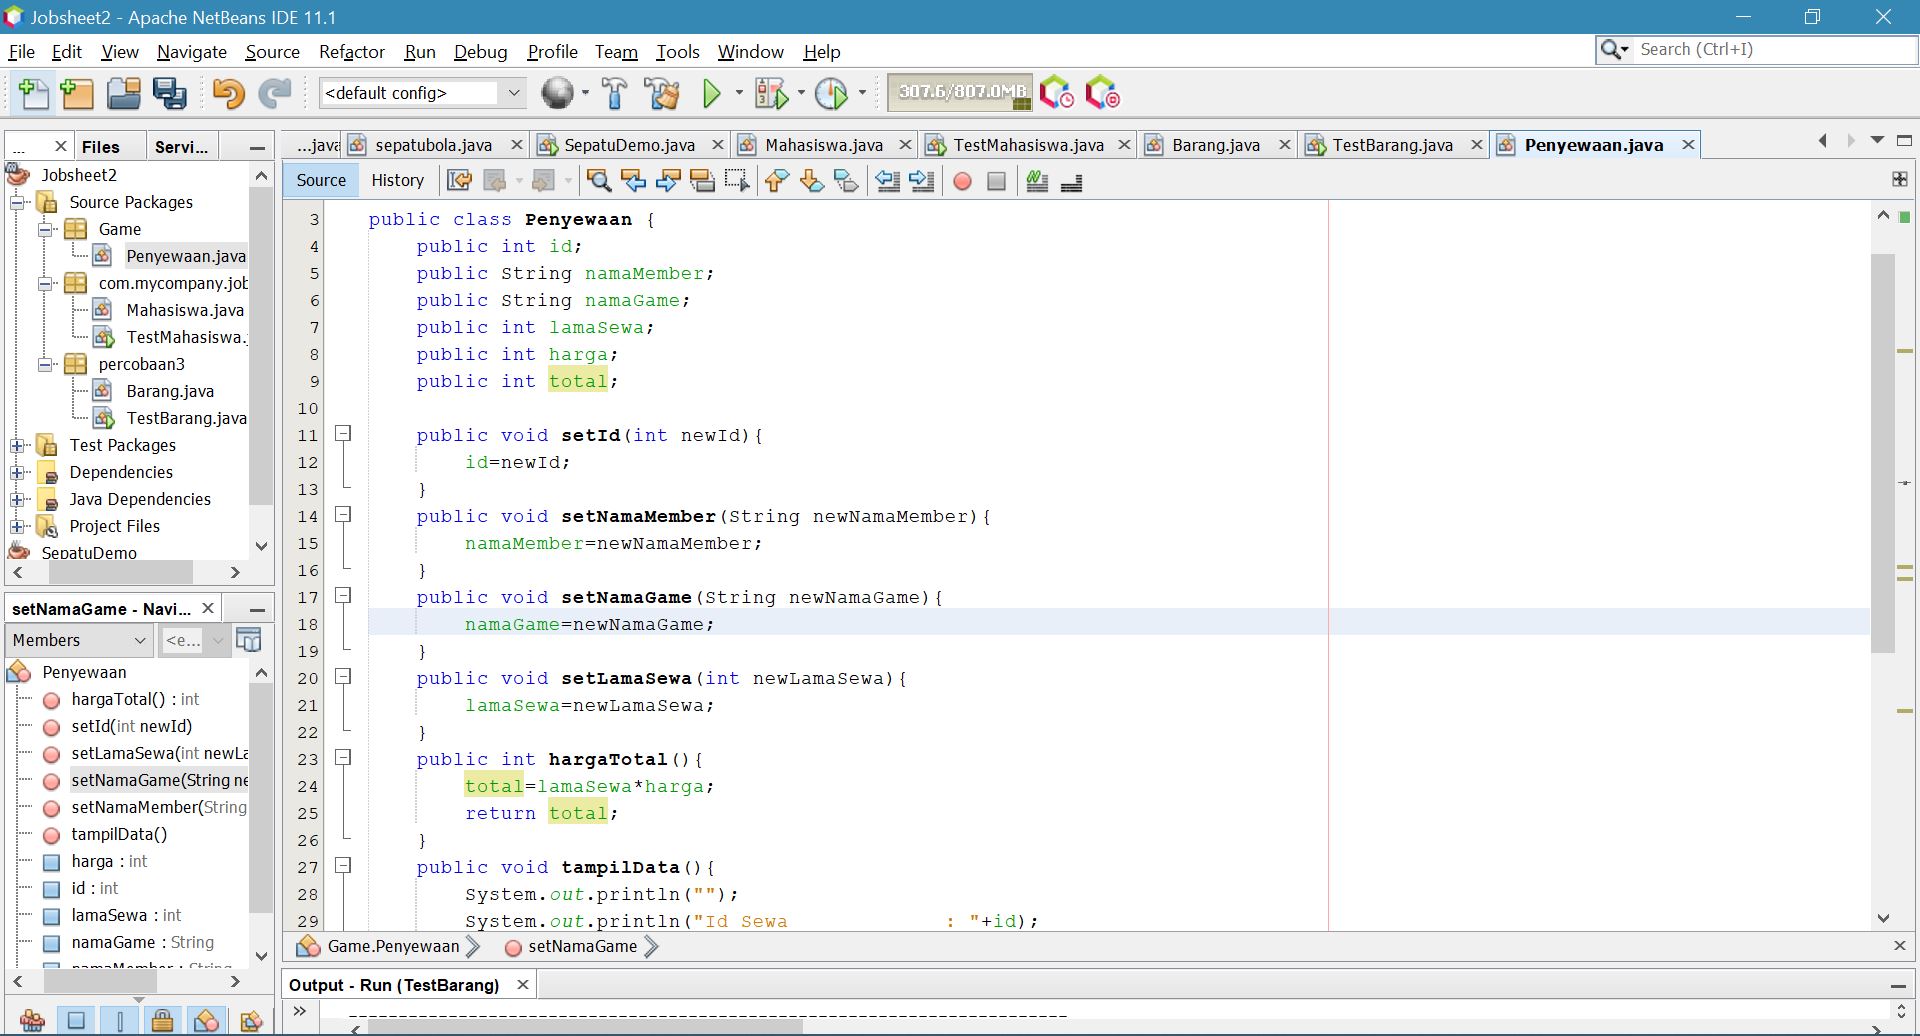 Jobsheet2 - Apache NetBeans IDE 11.1
File Edit View Navigate Source Refactor Run Debug Profile Team Tools Window Help
Search (Ctrl+I)
<default config>
307.6/807.0MB
... Files Servi...
...java sepatubola.java SepatuDemo.java Mahasiswa.java TestMahasiswa.java Barang.java TestBarang.java Penyewaan.java
Jobsheet2
Source Packages
Game
Penyewaan.java
com.mycompany.job
Mahasiswa.java
TestMahasiswa.
percobaan3
Barang.java
TestBarang.java
Test Packages
Dependencies
Java Dependencies
Project Files
SepatuDemo
setNamaGame - Navi...
Members <e...
Penyewaan
hargaTotal() : int
setId(int newId)
setLamaSewa(int newLa
setNamaGame(String ne
setNamaMember(String
tampilData()
harga : int
id : int
lamaSewa : int
namaGame : String
namaMember : String
Source History
3 public class Penyewaan {
4 public int id;
5 public String namaMember;
6 public String namaGame;
7 public int lamaSewa;
8 public int harga;
9 public int total;
10
11 public void setId(int newId){
12 id=newId;
13 }
14 public void setNamaMember(String newNamaMember){
15 namaMember=newNamaMember;
16 }
17 public void setNamaGame(String newNamaGame){
18 namaGame=newNamaGame;
19 }
20 public void setLamaSewa(int newLamaSewa){
21 lamaSewa=newLamaSewa;
22 }
23 public int hargaTotal(){
24 total=lamaSewa*harga;
25 return total;
26 }
27 public void tampilData(){
28 System.out.println("");
29 System.out.println("Id Sewa : "+id);
Game.Penyewaan setNamaGame
Output - Run (TestBarang)
------------------------------------------------------------------------